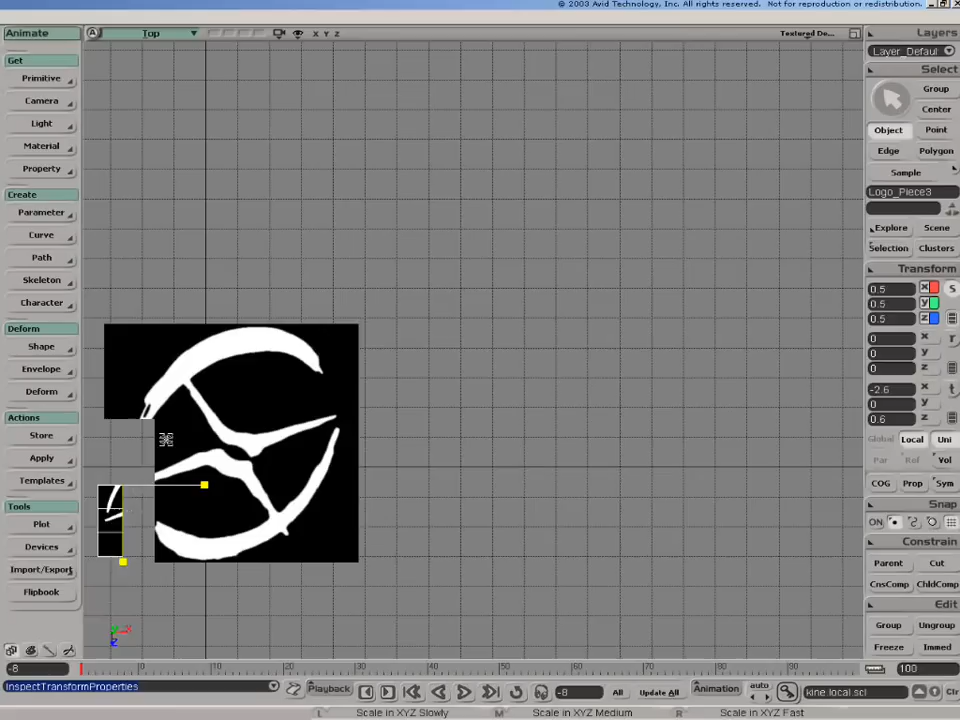 © 2003 Avid Technology, Inc. All rights reserved. Not for reproduction or redistribution.
Animate
A
Top
X Y Z
Textured De...
Layers
Layer_Defaul
Get
Primitive
Camera
Light
Material
Property
Create
Parameter
Curve
Path
Skeleton
Character
Deform
Shape
Envelope
Deform
Actions
Store
Apply
Templates
Tools
Plot
Devices
Import/Export
Flipbook
Select
Group
Center
Object
Point
Edge
Polygon
Sample
Logo_Piece3
Explore
Scene
Selection
Clusters
Transform
0.5
x
s
0.5
y
0.5
z
0
x
r
0
y
0
z
-2.6
x
t
0
y
0.6
z
Global
Local
Uni
Par
Ref
Vol
COG
Prop
Sym
Snap
ON
Constrain
Parent
Cut
CnsComp
ChldComp
Edit
Group
Ungroup
Freeze
Immed
X
Z
-8
0
10
20
30
40
50
60
70
80
90
100
InspectTransformProperties
Playback
-8
All
Update All
Animation
auto
kine.local.scl
Clr
L
Scale in XYZ Slowly
M
Scale in XYZ Medium
R
Scale in XYZ Fast